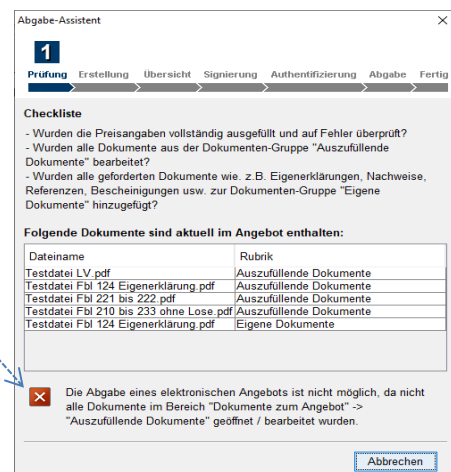 Abgabe-Assistent
1
Prüfung Erstellung Übersicht Signierung Authentifizierung Abgabe Fertig
Checkliste
- Wurden die Preisangaben vollständig ausgefüllt und auf Fehler überprüft?
- Wurden alle Dokumente aus der Dokumenten-Gruppe "Auszufüllende
Dokumente" bearbeitet?
- Wurden alle geforderten Dokumente wie. z.B. Eigenerklärungen, Nachweise,
Referenzen, Bescheinigungen usw. zur Dokumenten-Gruppe "Eigene
Dokumente" hinzugefügt?
Folgende Dokumente sind aktuell im Angebot enthalten:
Dateiname Rubrik
Testdatei LV.pdf Auszufüllende Dokumente
Testdatei Fbl 124 Eigenerklärung.pdf Auszufüllende Dokumente
Testdatei Fbl 221 bis 222.pdf Auszufüllende Dokumente
Testdatei Fbl 210 bis 233 ohne Lose.pdf Auszufüllende Dokumente
Testdatei Fbl 124 Eigenerklärung.pdf Eigene Dokumente
Die Abgabe eines elektronischen Angebots ist nicht möglich, da nicht
alle Dokumente im Bereich "Dokumente zum Angebot" ->
"Auszufüllende Dokumente" geöffnet / bearbeitet wurden.
Abbrechen